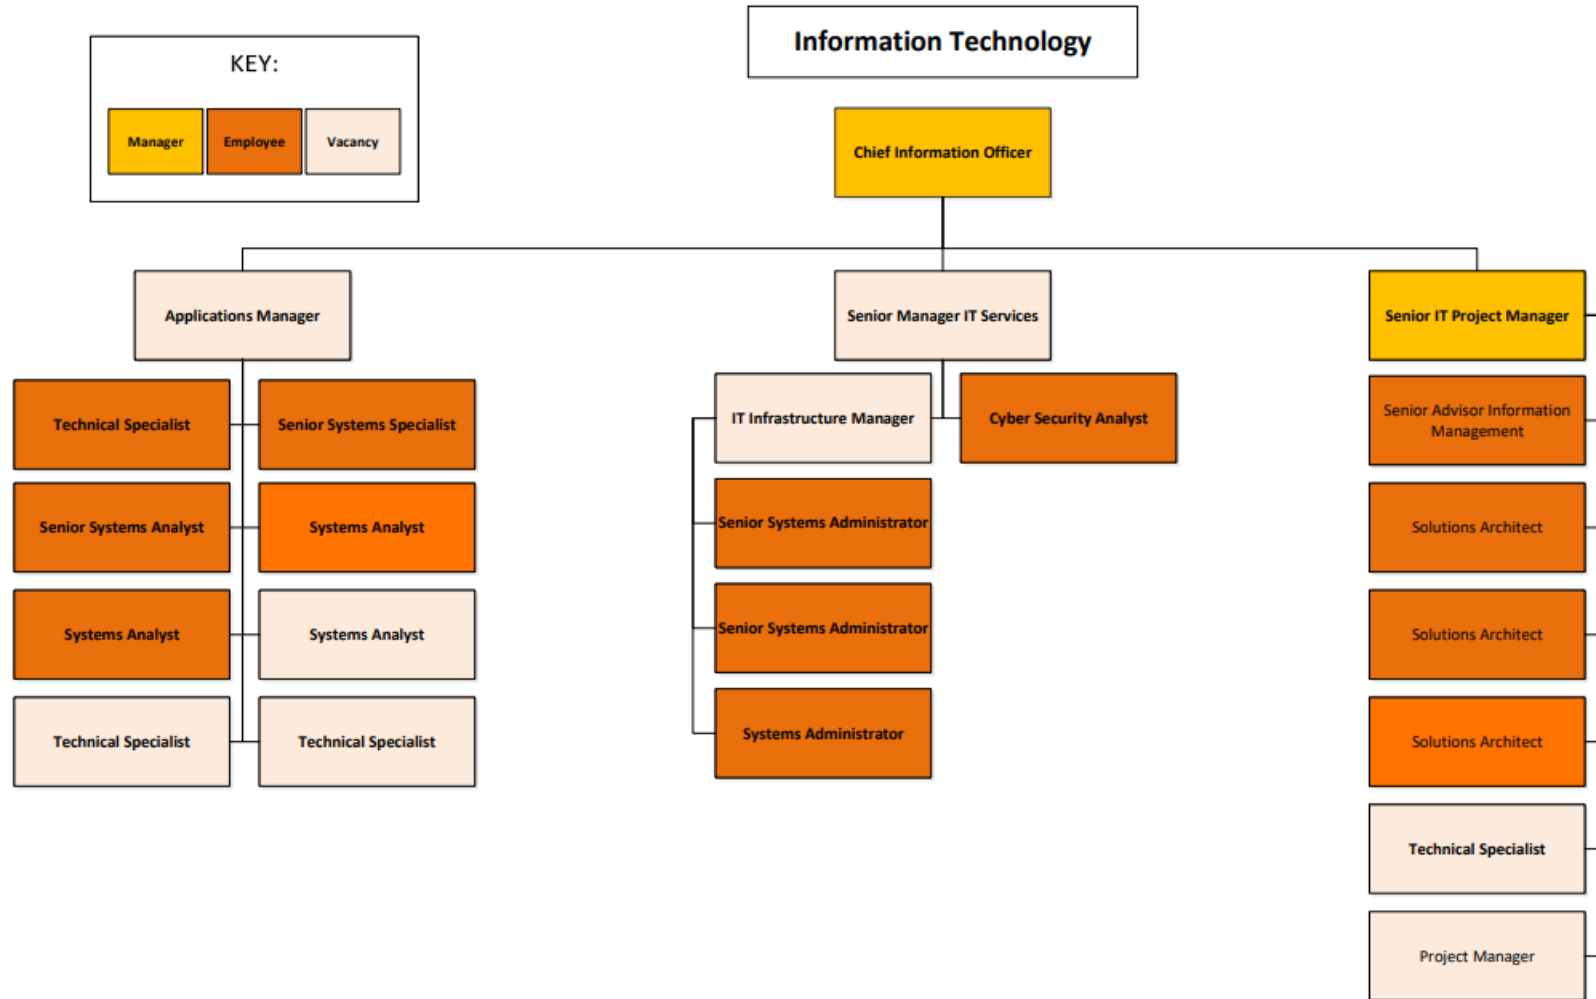 Information Technology
KEY:
Manager
Employee
Vacancy
Chief Information Officer
Applications Manager
Senior Manager IT Services
Senior IT Project Manager
Technical Specialist
Senior Systems Specialist
Senior Systems Analyst
Systems Analyst
Systems Analyst
Systems Analyst
Technical Specialist
Technical Specialist
IT Infrastructure Manager
Cyber Security Analyst
Senior Systems Administrator
Senior Systems Administrator
Systems Administrator
Senior Advisor Information
Management
Solutions Architect
Solutions Architect
Solutions Architect
Technical Specialist
Project Manager